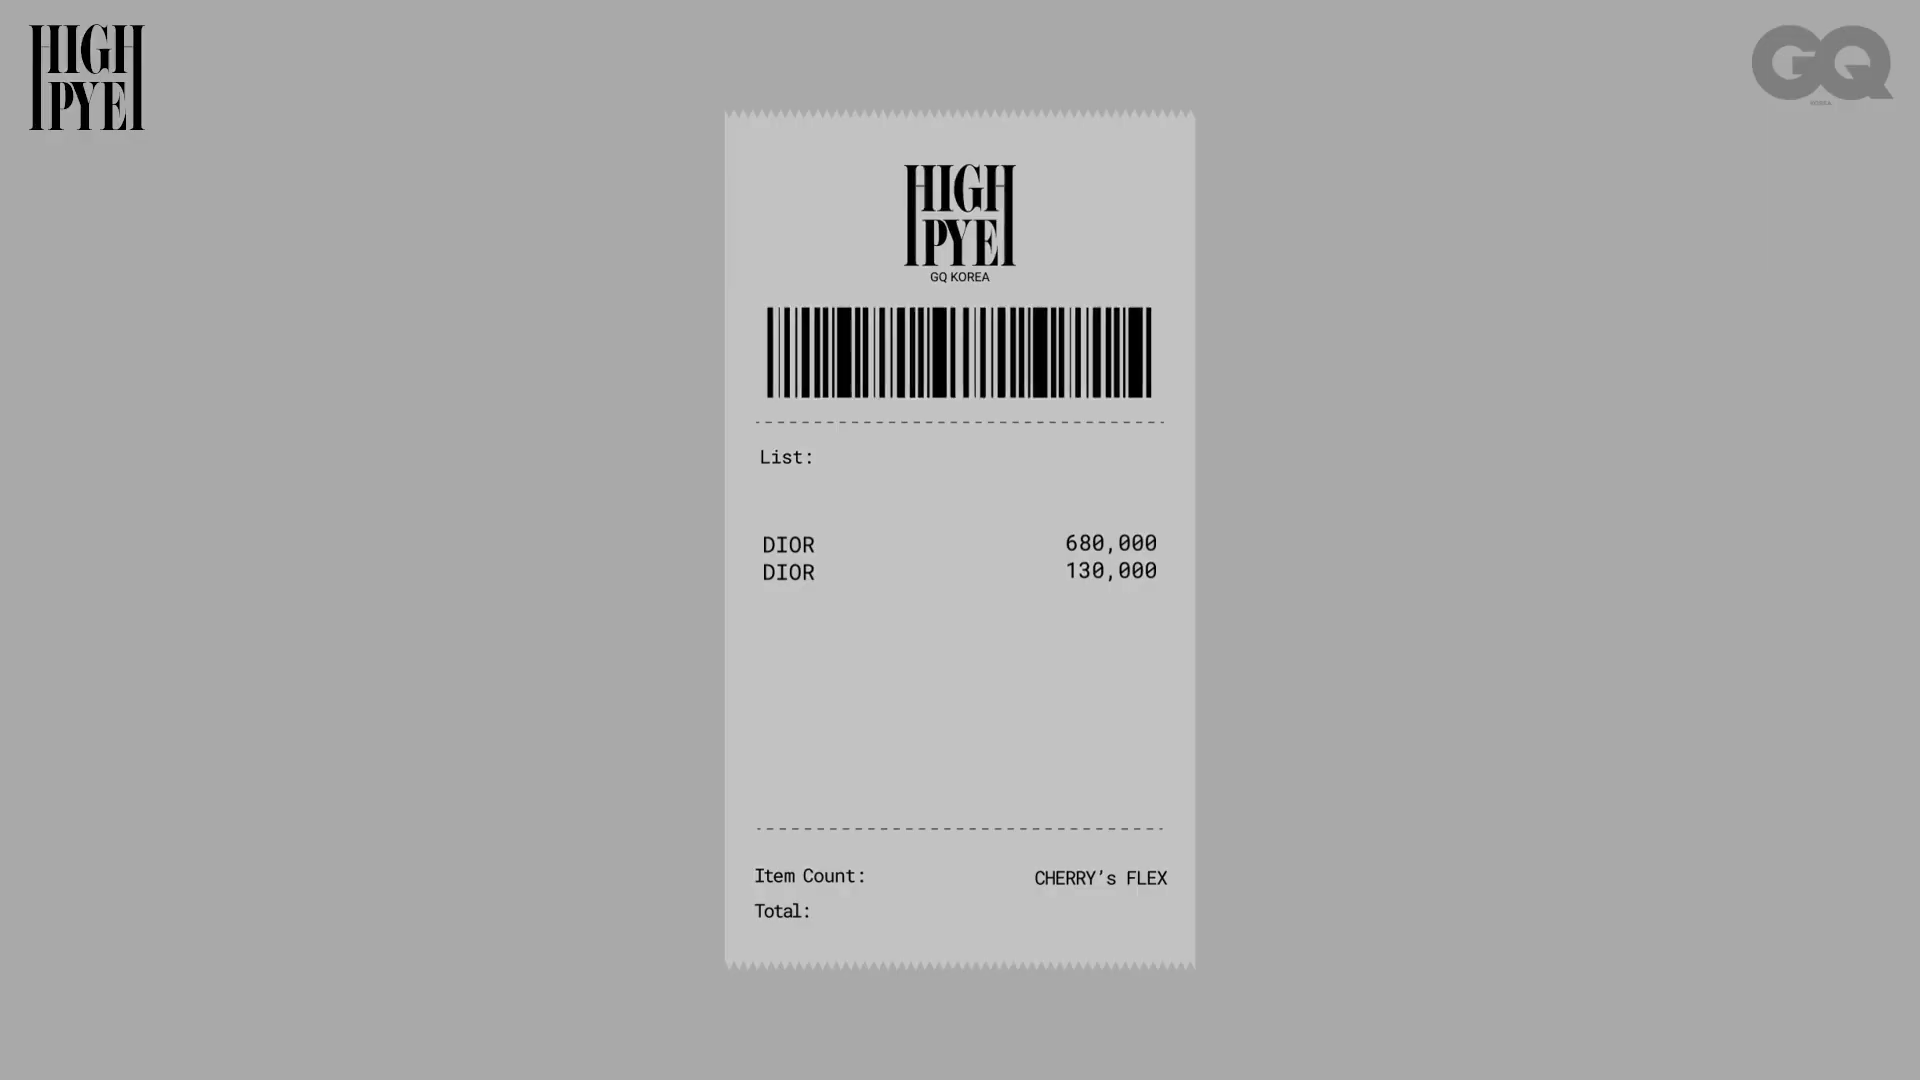 HIGH
PYE
GQ
KOREA
HIGH
PYE
GQ KOREA
List:
DIOR 680,000
DIOR 130,000
Item Count: CHERRY’s FLEX
Total: